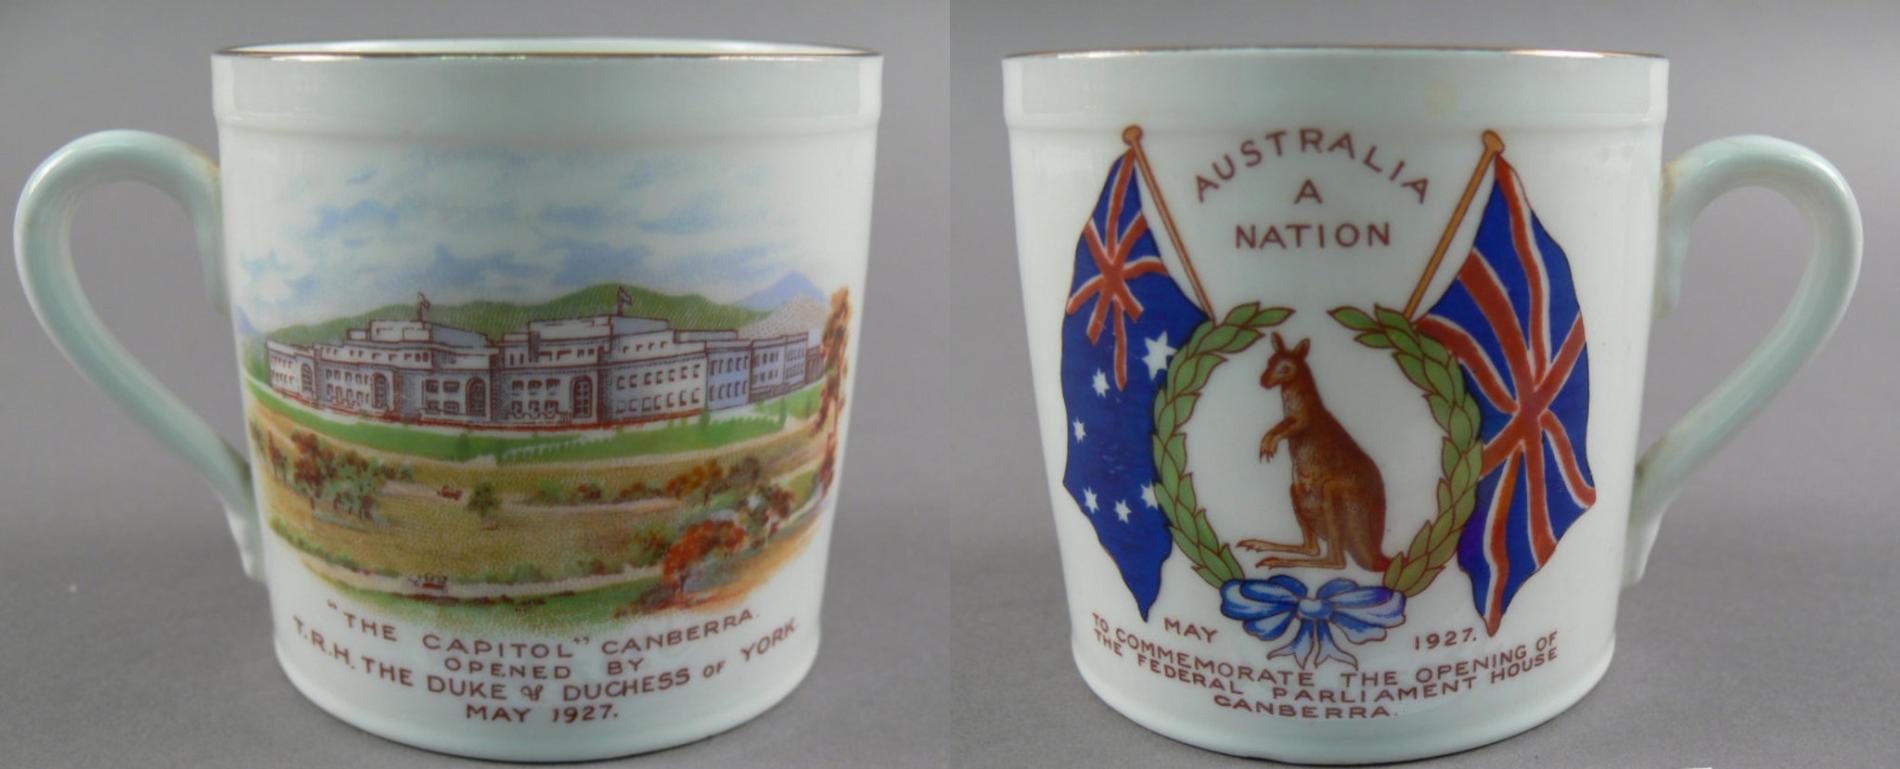 "THE CAPITOL" CANBERRA.
OPENED BY
T.R.H. THE DUKE & DUCHESS OF YORK.
MAY 1927.
AUSTRALIA
A
NATION
MAY 1927.
TO COMMEMORATE THE OPENING OF
THE FEDERAL PARLIAMENT HOUSE
CANBERRA.